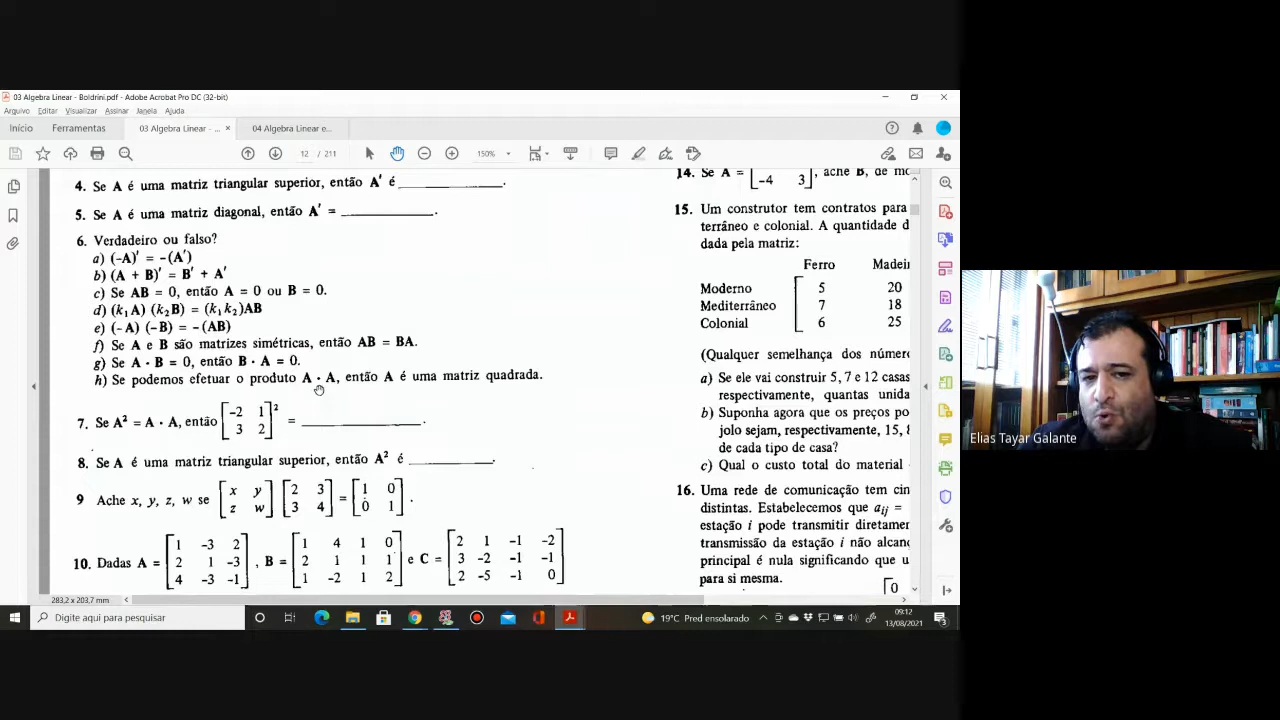 03 Algebra Linear - Boldrini.pdf - Adobe Acrobat Pro DC (32-bit)
Arquivo Editar Visualizar Assinar Janela Ajuda
Início Ferramentas 03 Algebra Linear - ... × 04 Algebra Linear e...
12 / 211 150%
4. Se A é uma matriz triangular superior, então A' é ____________.
5. Se A é uma matriz diagonal, então A' = ____________.
6. Verdadeiro ou falso?
a) (-A)' = -(A')
b) (A + B)' = B' + A'
c) Se AB = 0, então A = 0 ou B = 0.
d) (k₁A) (k₂B) = (k₁k₂)AB
e) (-A) (-B) = -(AB)
f) Se A e B são matrizes simétricas, então AB = BA.
g) Se A · B = 0, então B · A = 0.
h) Se podemos efetuar o produto A · A, então A é uma matriz quadrada.
7. Se A² = A · A, então [-2 1; 3 2]² = ____________.
8. Se A é uma matriz triangular superior, então A² é ____________.
9 Ache x, y, z, w se [x y; z w] [2 3; 3 4] = [1 0; 0 1].
10. Dadas A = [1 -3 2; 2 1 -3; 4 -3 -1], B = [1 4 1 0; 2 1 1 1; 1 -2 1 2] e C = [2 1 -1 -2; 3 -2 -1 -1; 2 -5 -1 0]
283,2 x 203,7 mm
14. Se A = [-4 3], ache B, de mo
15. Um construtor tem contratos para
terrâneo e colonial. A quantidade d
dada pela matriz:
Ferro Madei
Moderno 5 20
Mediterrâneo 7 18
Colonial 6 25
(Qualquer semelhança dos número
a) Se ele vai construir 5, 7 e 12 casas
respectivamente, quantas unida
b) Suponha agora que os preços po
jolo sejam, respectivamente, 15, 8
de cada tipo de casa?
c) Qual o custo total do material
16. Uma rede de comunicação tem cin
distintas. Estabelecemos que aᵢⱼ =
estação i pode transmitir diretamen
transmissão da estação i não alcanç
principal é nula significando que u
para si mesma.
0
Digite aqui para pesquisar
19°C Pred ensolarado
09:12
13/08/2021
3
Elias Tayar Galante